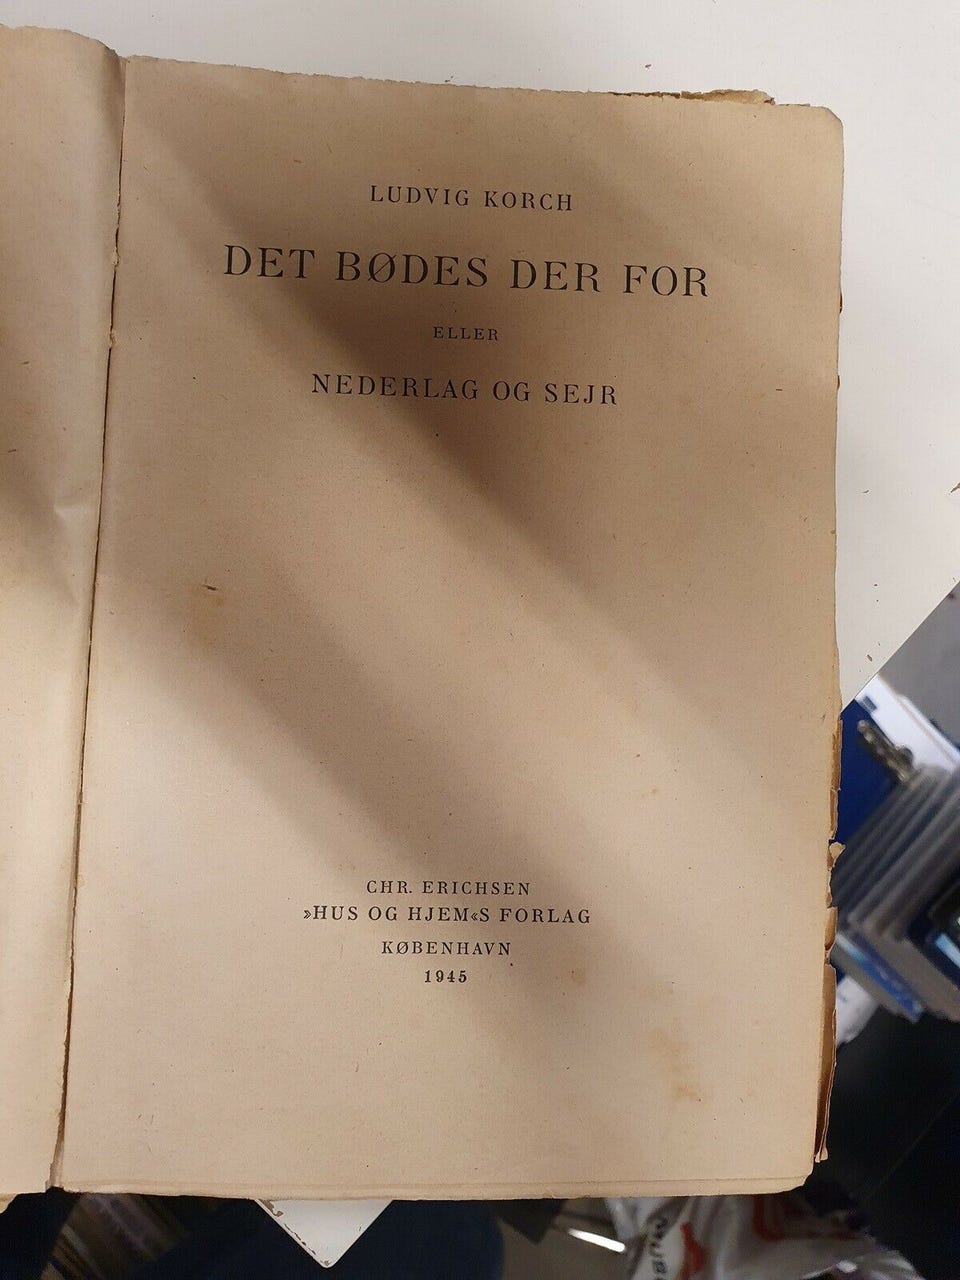 LUDVIG KORCH
DET BØDES DER FOR
ELLER
NEDERLAG OG SEJR
CHR. ERICHSEN
»HUS OG HJEM«S FORLAG
KØBENHAVN
1945